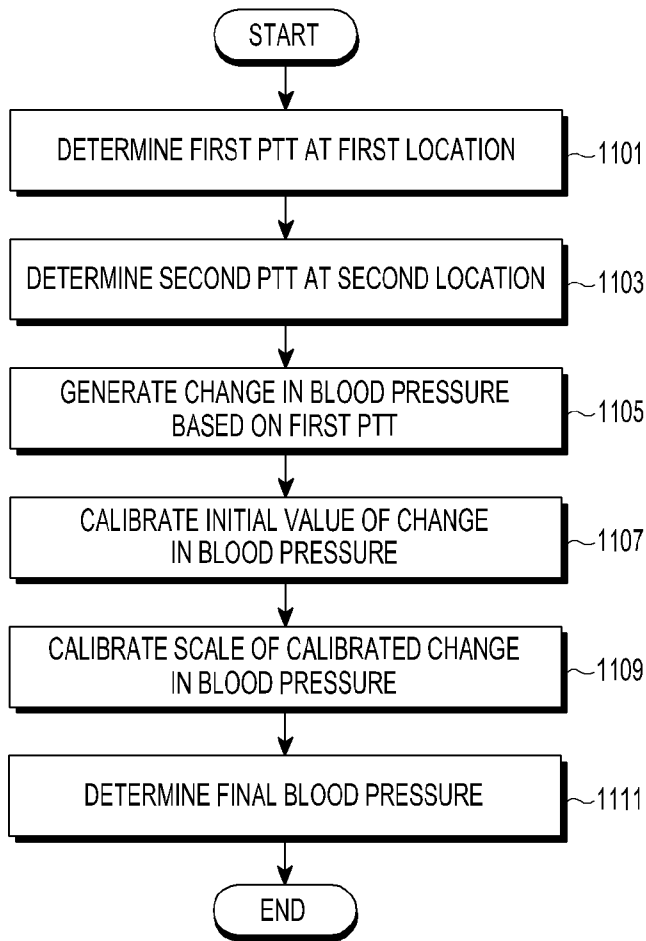 START
DETERMINE FIRST PTT AT FIRST LOCATION
1101
DETERMINE SECOND PTT AT SECOND LOCATION
1103
GENERATE CHANGE IN BLOOD PRESSURE
BASED ON FIRST PTT
1105
CALIBRATE INITIAL VALUE OF CHANGE
IN BLOOD PRESSURE
1107
CALIBRATE SCALE OF CALIBRATED CHANGE
IN BLOOD PRESSURE
1109
DETERMINE FINAL BLOOD PRESSURE
1111
END